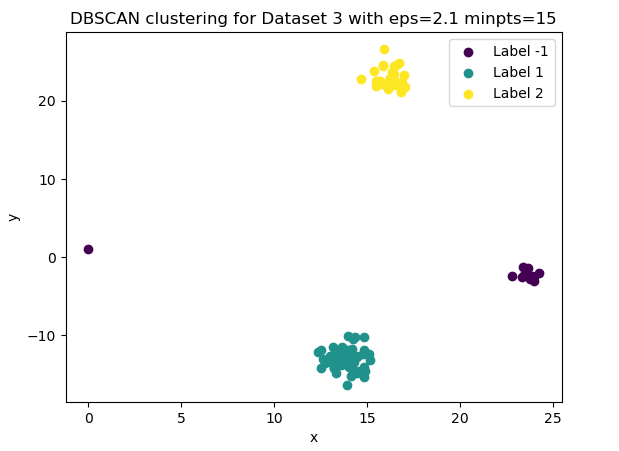 DBSCAN clustering for Dataset 3 with eps=2.1 minpts=15
Label -1
Label 1
Label 2
20
10
0
−10
y
0 5 10 15 20 25
x